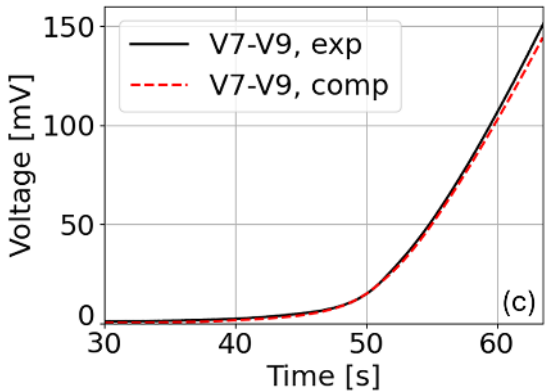 150
100
50
0
Voltage [mV]
V7-V9, exp
V7-V9, comp
(c)
30 40 50 60
Time [s]